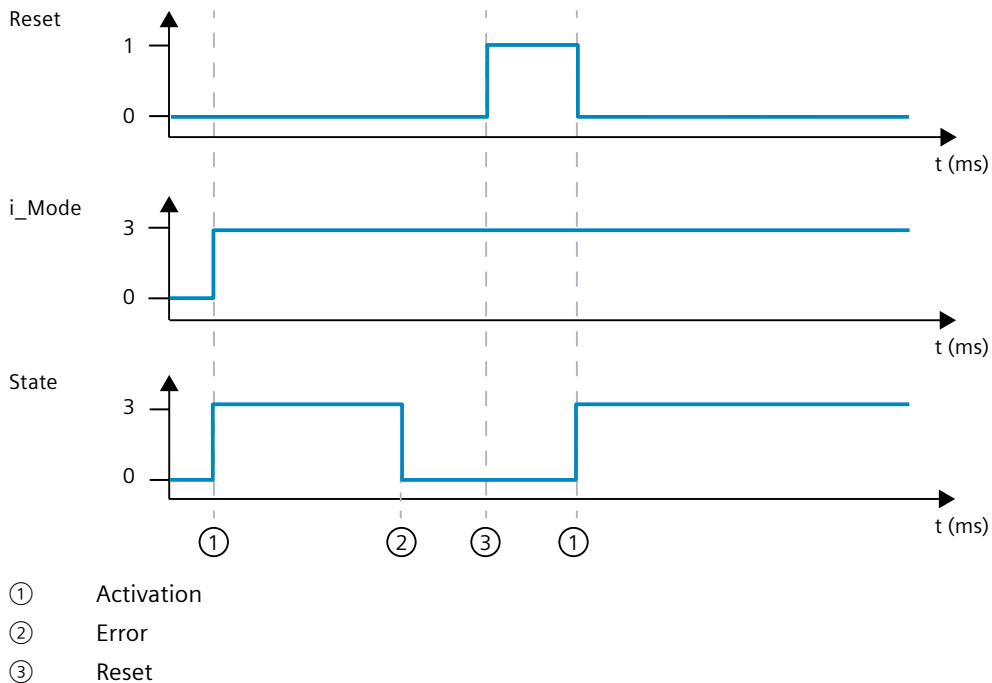 Reset
1
0
t (ms)
i_Mode
3
0
t (ms)
State
3
0
t (ms)
① ② ③ ①
① Activation
② Error
③ Reset